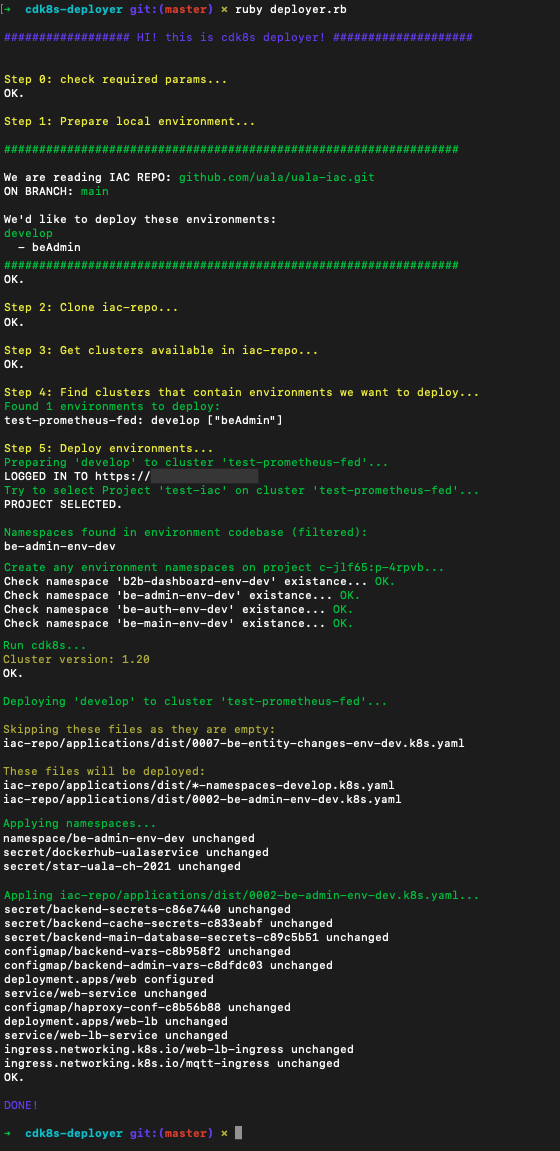 [➜  cdk8s-deployer git:(master) × ruby deployer.rb
################## HI! this is cdk8s deployer! ####################
Step 0: check required params...
OK.
Step 1: Prepare local environment...
#################################################################
We are reading IAC REPO: github.com/uala/uala-iac.git
ON BRANCH: main
We'd like to deploy these environments:
develop
  - beAdmin
#################################################################
OK.
Step 2: Clone iac-repo...
OK.
Step 3: Get clusters available in iac-repo...
OK.
Step 4: Find clusters that contain environments we want to deploy...
Found 1 environments to deploy:
test-prometheus-fed: develop ["beAdmin"]
Step 5: Deploy environments...
Preparing 'develop' to cluster 'test-prometheus-fed'...
LOGGED IN TO https://
Try to select Project 'test-iac' on cluster 'test-prometheus-fed'...
PROJECT SELECTED.
Namespaces found in environment codebase (filtered):
be-admin-env-dev
Create any environment namespaces on project c-jlf65:p-4rpvb...
Check namespace 'b2b-dashboard-env-dev' existance... OK.
Check namespace 'be-admin-env-dev' existance... OK.
Check namespace 'be-auth-env-dev' existance... OK.
Check namespace 'be-main-env-dev' existance... OK.
Run cdk8s...
Cluster version: 1.20
OK.
Deploying 'develop' to cluster 'test-prometheus-fed'...
Skipping these files as they are empty:
iac-repo/applications/dist/0007-be-entity-changes-env-dev.k8s.yaml
These files will be deployed:
iac-repo/applications/dist/*-namespaces-develop.k8s.yaml
iac-repo/applications/dist/0002-be-admin-env-dev.k8s.yaml
Applying namespaces...
namespace/be-admin-env-dev unchanged
secret/dockerhub-ualaservice unchanged
secret/star-uala-ch-2021 unchanged
Appling iac-repo/applications/dist/0002-be-admin-env-dev.k8s.yaml...
secret/backend-secrets-c86e7440 unchanged
secret/backend-cache-secrets-c833eabf unchanged
secret/backend-main-database-secrets-c89c5b51 unchanged
configmap/backend-vars-c8b958f2 unchanged
configmap/backend-admin-vars-c8dfdc03 unchanged
deployment.apps/web configured
service/web-service unchanged
configmap/haproxy-conf-c8b56b88 unchanged
deployment.apps/web-lb unchanged
service/web-lb-service unchanged
ingress.networking.k8s.io/web-lb-ingress unchanged
ingress.networking.k8s.io/mqtt-ingress unchanged
OK.
DONE!
➜  cdk8s-deployer git:(master) ×